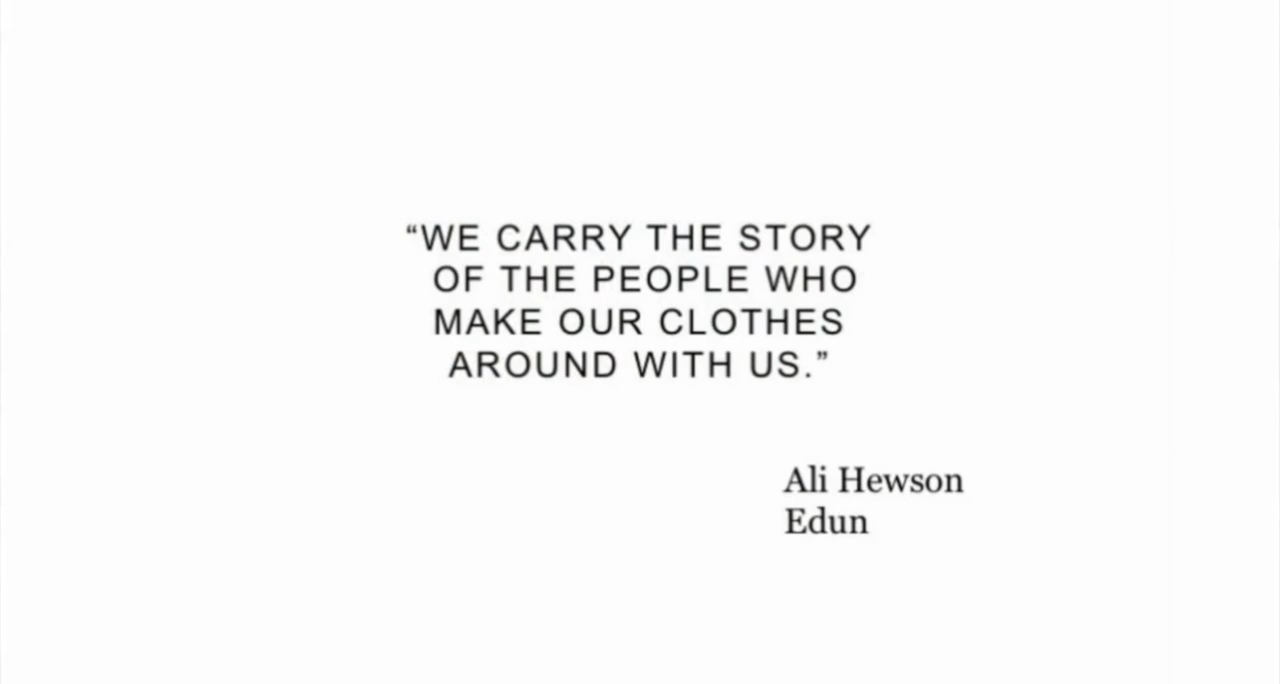 “WE CARRY THE STORY
OF THE PEOPLE WHO
MAKE OUR CLOTHES
AROUND WITH US.”
Ali Hewson
Edun